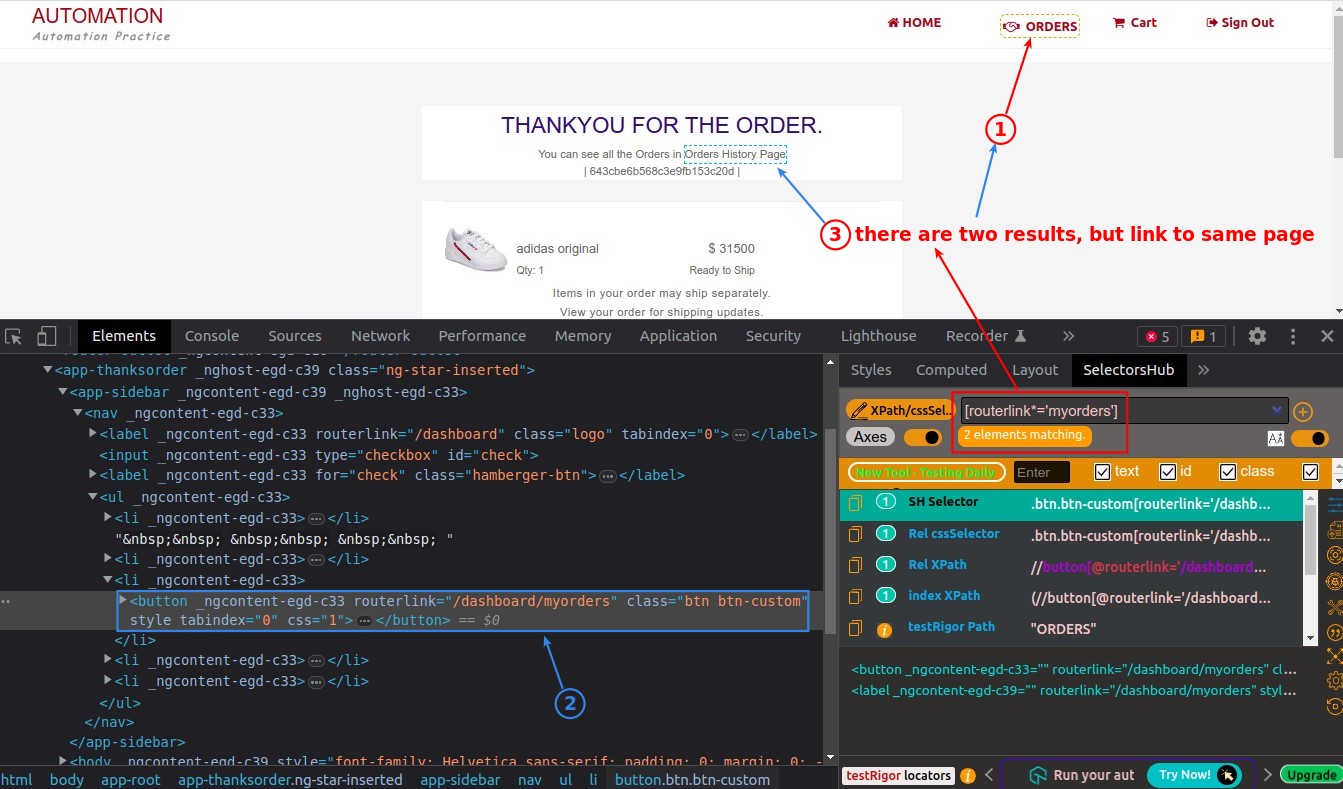 AUTOMATION
Automation Practice
HOME
ORDERS
Cart
Sign Out
1
THANKYOU FOR THE ORDER.
You can see all the Orders in Orders History Page
| 643cbe6b568c3e9fb153c20d |
3 there are two results, but link to same page
adidas original
$ 31500
Qty: 1
Ready to Ship
Items in your order may ship separately.
View your order for shipping updates.
Elements Console Sources Network Performance Memory Application Security Lighthouse Recorder » 5 1
<app-thanksorder _nghost-egd-c39 class="ng-star-inserted">
<app-sidebar _ngcontent-egd-c39 _nghost-egd-c33>
<nav _ngcontent-egd-c33>
<label _ngcontent-egd-c33 routerlink="/dashboard" class="logo" tabindex="0">…</label>
<input _ngcontent-egd-c33 type="checkbox" id="check">
<label _ngcontent-egd-c33 for="check" class="hamberger-btn">…</label>
<ul _ngcontent-egd-c33>
<li _ngcontent-egd-c33>…</li>
"&nbsp;&nbsp; &nbsp;&nbsp; &nbsp;&nbsp; "
<li _ngcontent-egd-c33>…</li>
<li _ngcontent-egd-c33>
<button _ngcontent-egd-c33 routerlink="/dashboard/myorders" class="btn btn-custom"
style tabindex="0" css="1">…</button> == $0
</li>
<li _ngcontent-egd-c33>…</li>
<li _ngcontent-egd-c33>…</li>
2
</ul>
</nav>
</app-sidebar>
<body _ngcontent-egd-c39 style="font-family: Helvetica,sans-serif; padding: 0; margin: 0;
html body app-root app-thanksorder.ng-star-inserted app-sidebar nav ul li button.btn.btn-custom
Styles Computed Layout SelectorsHub »
XPath/cssSel...
[routerlink*='myorders']
Axes
2 elements matching.
New Tool - Testing Daily
Enter
text
id
class
1 SH Selector .btn.btn-custom[routerlink='/dashb...
1 Rel cssSelector .btn.btn-custom[routerlink='/dashb...
1 Rel XPath //button[@routerlink='/dashboard...
1 index XPath (//button[@routerlink='/dashboard...
testRigor Path "ORDERS"
<button _ngcontent-egd-c33="" routerlink="/dashboard/myorders" cl...
<label _ngcontent-egd-c39="" routerlink="/dashboard/myorders" styl...
testRigor locators
Run your aut
Try Now!
Upgrade